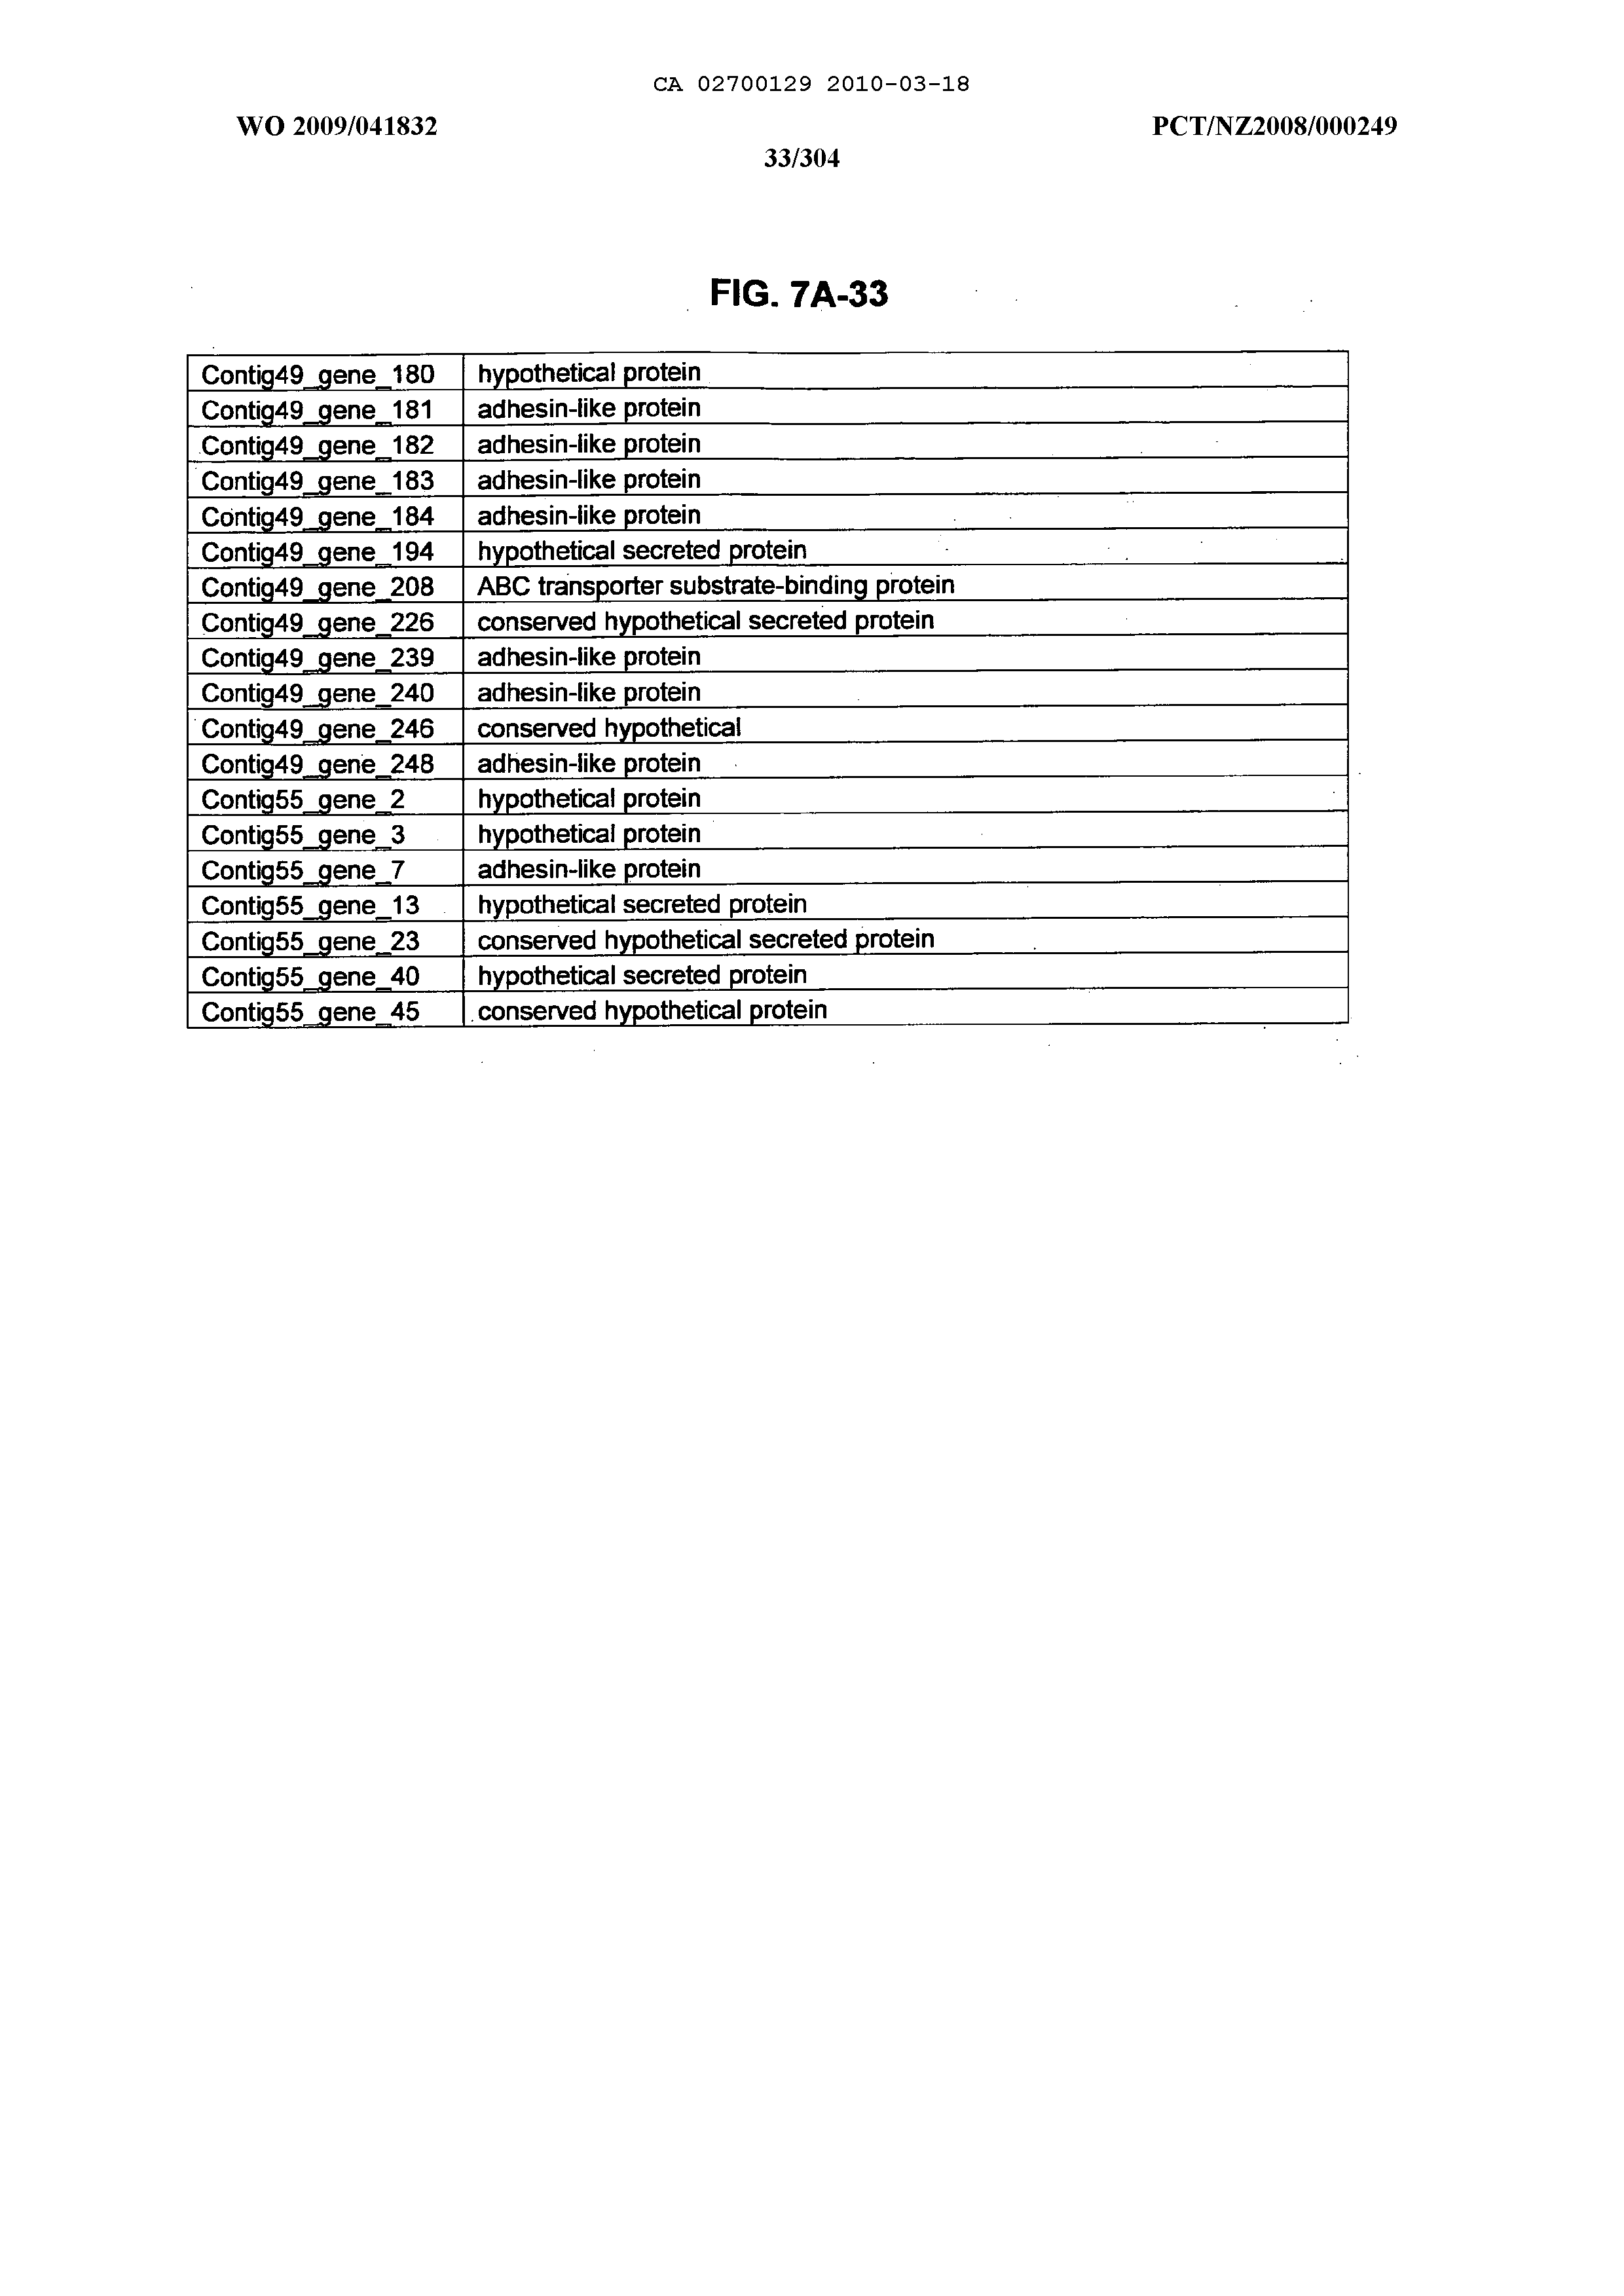 CA 02700129 2010-03-18
WO 2009/041832 PCT/NZ2008/000249
33/304
FIG. 7A-33
Contig49_gene_180 hypothetical protein
Contig49_gene_181 adhesin-like protein
Contig49_gene_182 adhesin-like protein
Contig49_gene_183 adhesin-like protein
Contig49_gene_184 adhesin-like protein
Contig49_gene_194 hypothetical secreted protein
Contig49_gene_208 ABC transporter substrate-binding protein
Contig49_gene_226 conserved hypothetical secreted protein
Contig49_gene_239 adhesin-like protein
Contig49_gene_240 adhesin-like protein
Contig49_gene_246 conserved hypothetical
Contig49_gene_248 adhesin-like protein
Contig55_gene_2 hypothetical protein
Contig55_gene_3 hypothetical protein
Contig55_gene_7 adhesin-like protein
Contig55_gene_13 hypothetical secreted protein
Contig55_gene_23 conserved hypothetical secreted protein
Contig55_gene_40 hypothetical secreted protein
Contig55_gene_45 conserved hypothetical protein